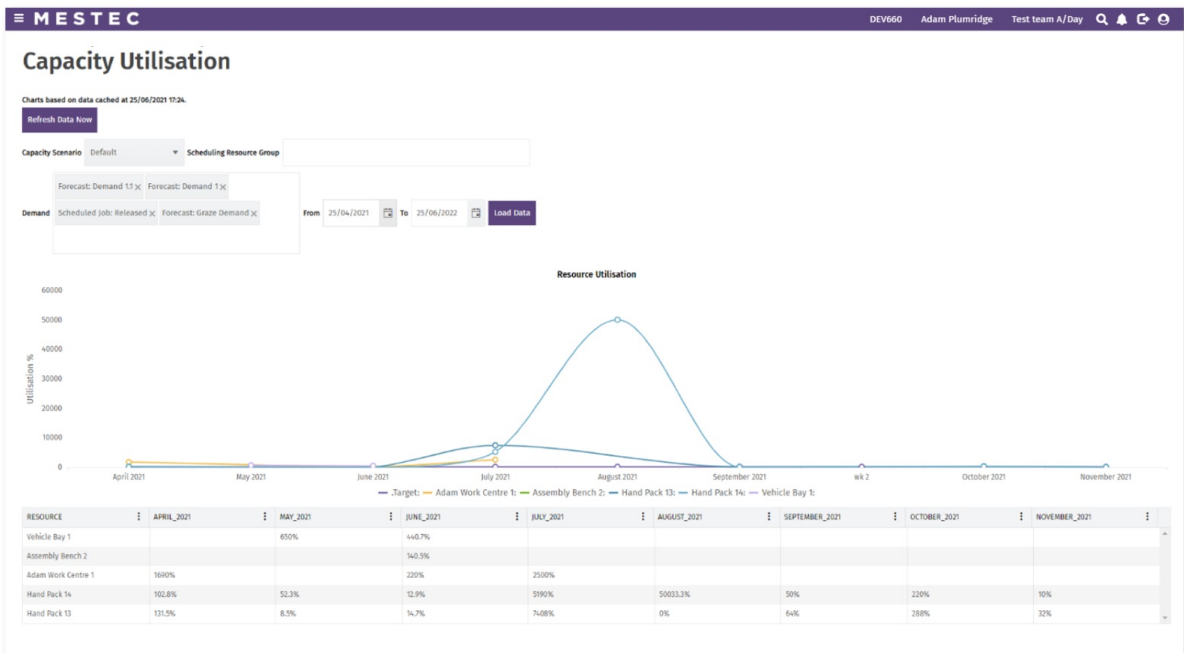 MESTEC DEV660 Adam Plumridge Test team A/Day
Capacity Utilisation
Charts based on data cached at 25/06/2021 17:24.
Refresh Data Now
Capacity Scenario Default Scheduling Resource Group
Forecast: Demand 1.1 × Forecast: Demand 1 ×
Demand Scheduled Job: Released × Forecast: Graze Demand × From 25/04/2021 To 25/06/2022 Load Data
Resource Utilisation
60000
50000
40000
30000
20000
10000
0
Utilisation %
April 2021 May 2021 June 2021 July 2021 August 2021 September 2021 wk 2 October 2021 November 2021
.Target: Adam Work Centre 1: Assembly Bench 2: Hand Pack 13: Hand Pack 14: Vehicle Bay 1:
RESOURCE APRIL_2021 MAY_2021 JUNE_2021 JULY_2021 AUGUST_2021 SEPTEMBER_2021 OCTOBER_2021 NOVEMBER_2021
Vehicle Bay 1 650% 440.7%
Assembly Bench 2 140.5%
Adam Work Centre 1 1690% 220% 2500%
Hand Pack 14 102.8% 52.3% 12.9% 5190% 50033.3% 50% 220% 10%
Hand Pack 13 131.5% 8.5% 14.7% 7408% 0% 64% 288% 32%